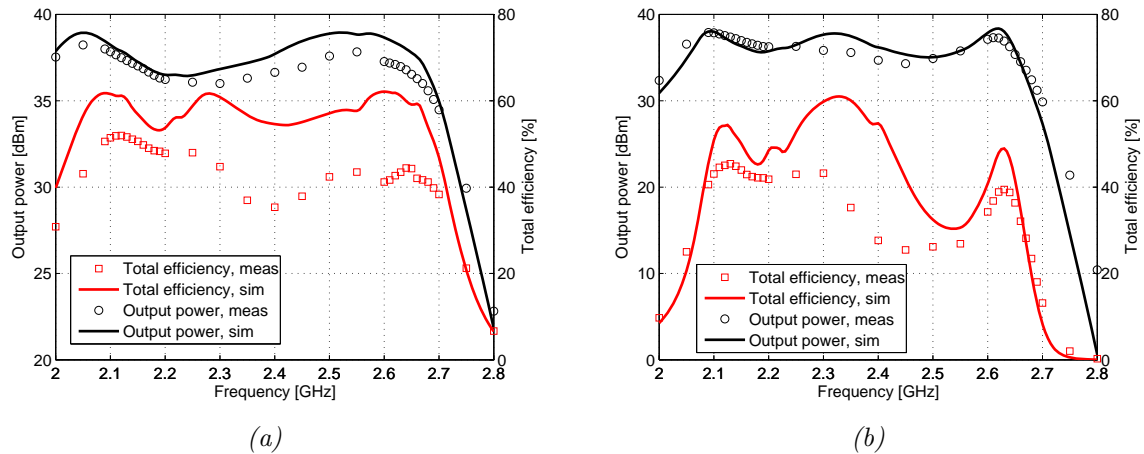 40
35
30
25
20
Output power [dBm]
80
60
40
20
0
Total efficiency [%]
Total efficiency, meas
Total efficiency, sim
Output power, meas
Output power, sim
2 2.1 2.2 2.3 2.4 2.5 2.6 2.7 2.8
Frequency [GHz]
(a)
40
30
20
10
0
Output power [dBm]
80
60
40
20
0
Total efficiency [%]
Total efficiency, meas
Total efficiency, sim
Output power, meas
Output power, sim
2 2.1 2.2 2.3 2.4 2.5 2.6 2.7 2.8
Frequency [GHz]
(b)